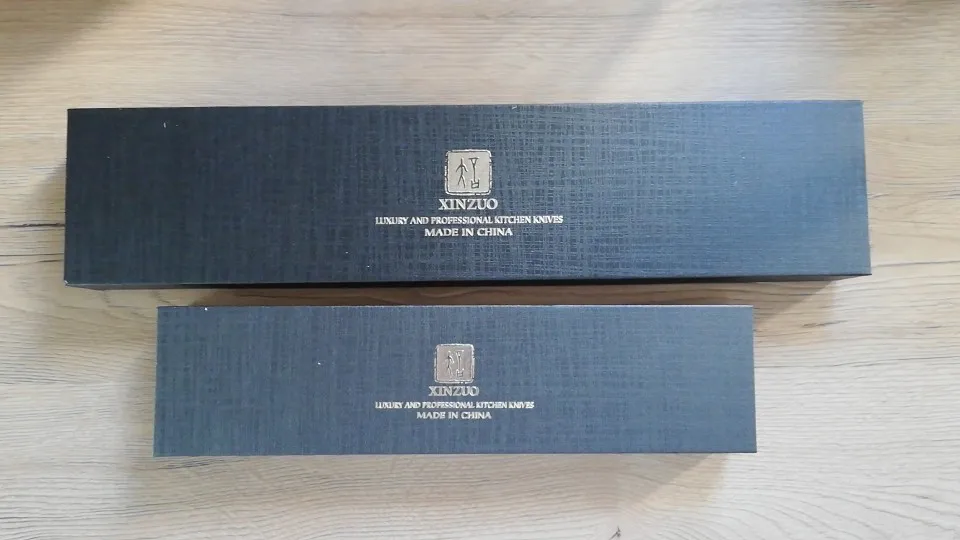 XINZUO
LUXURY AND PROFESSIONAL KITCHEN KNIVES
MADE IN CHINA
XINZUO
LUXURY AND PROFESSIONAL KITCHEN KNIVES
MADE IN CHINA